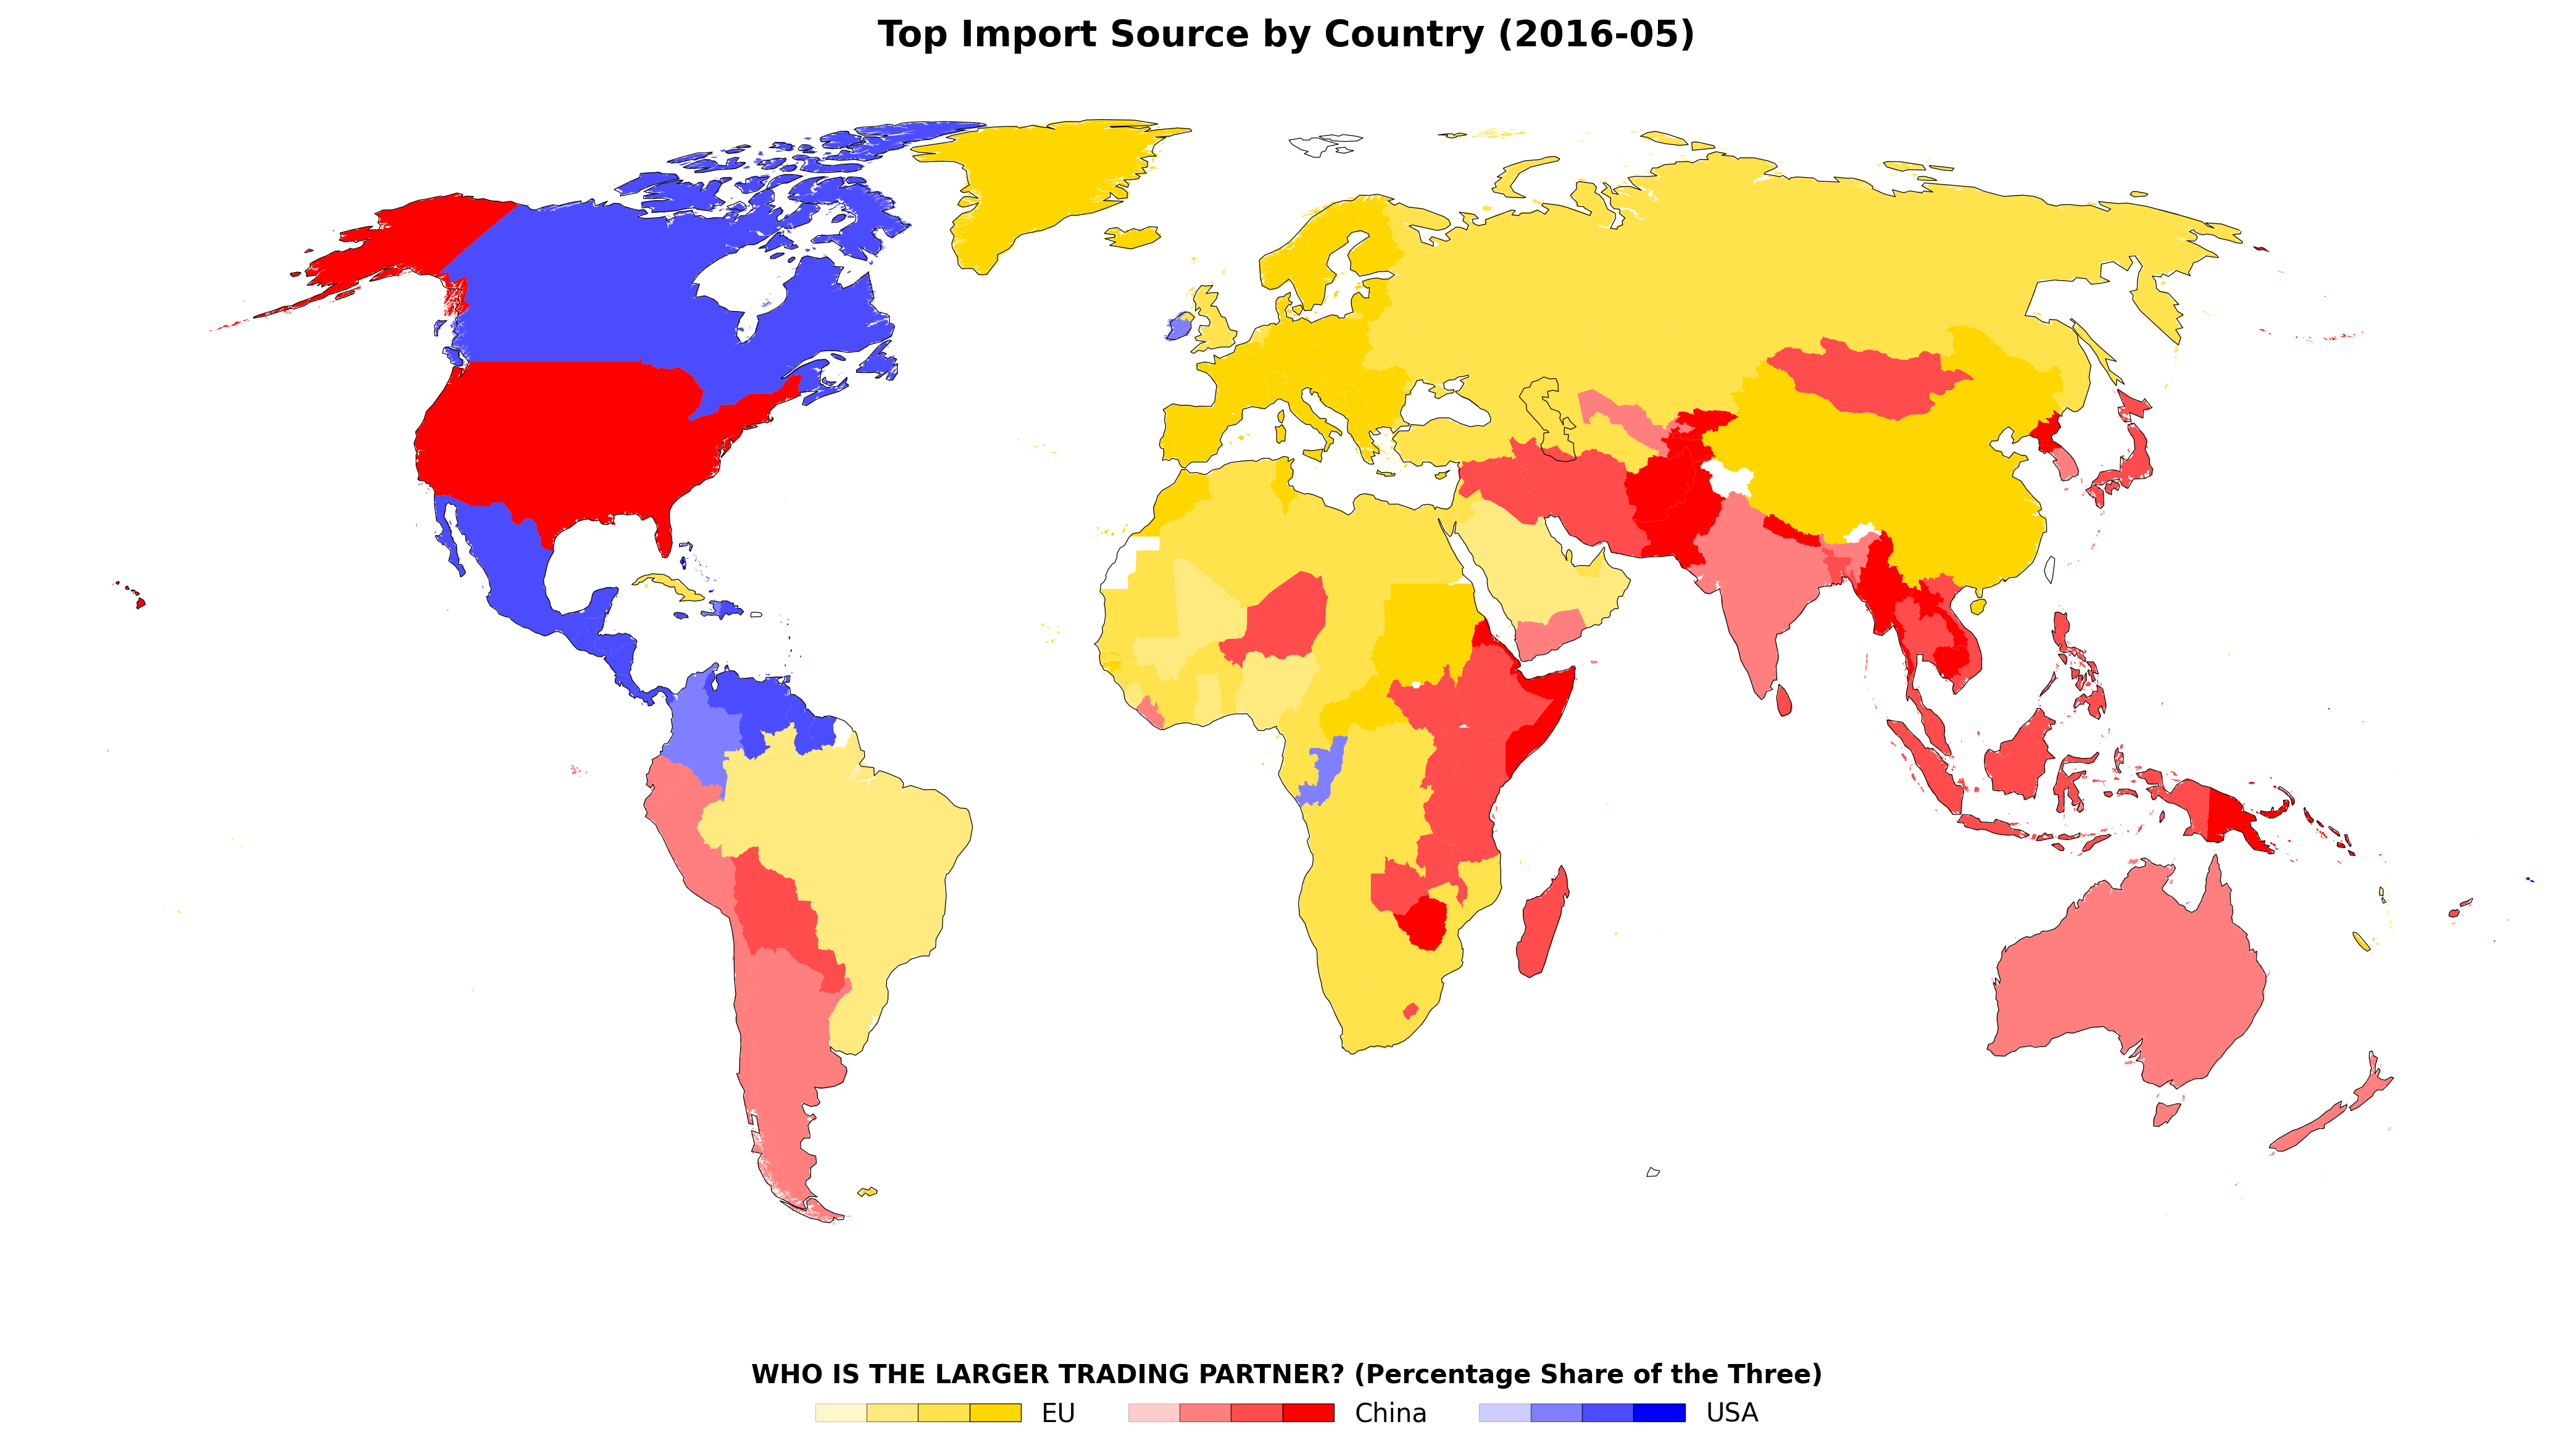 Top Import Source by Country (2016-05)
WHO IS THE LARGER TRADING PARTNER? (Percentage Share of the Three)
EU China USA